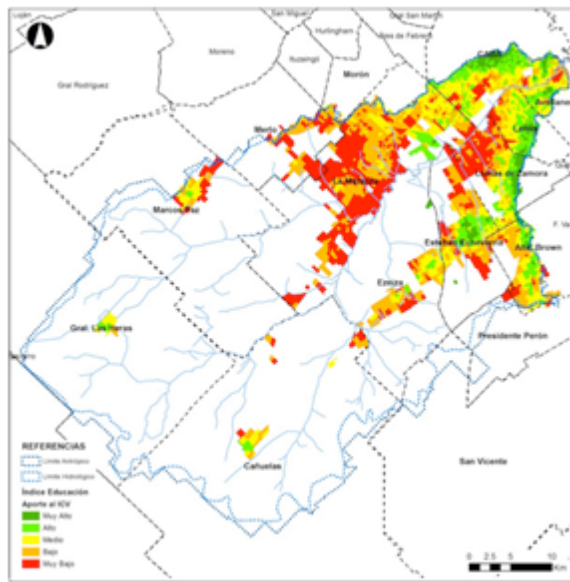 Luján
San Miguel
Gral San Martín
Hurlingham
Tres de Febrero
Moreno
Ituzaingó
Gral Rodríguez
Morón
CABA
Merlo
Lanús
La Matanza
Lomas de Zamora
Marcos Paz
Esteban Echeverría
Alte. Brown
Ezeiza
Gral. Las Heras
Presidente Perón
San Vicente
Cañuelas
REFERENCIAS
Límite Hidrológico
Índice Educación
Aporte al ICV
Muy Alto
Alto
Medio
Bajo
Muy Bajo
0 2.5 5 10
Km